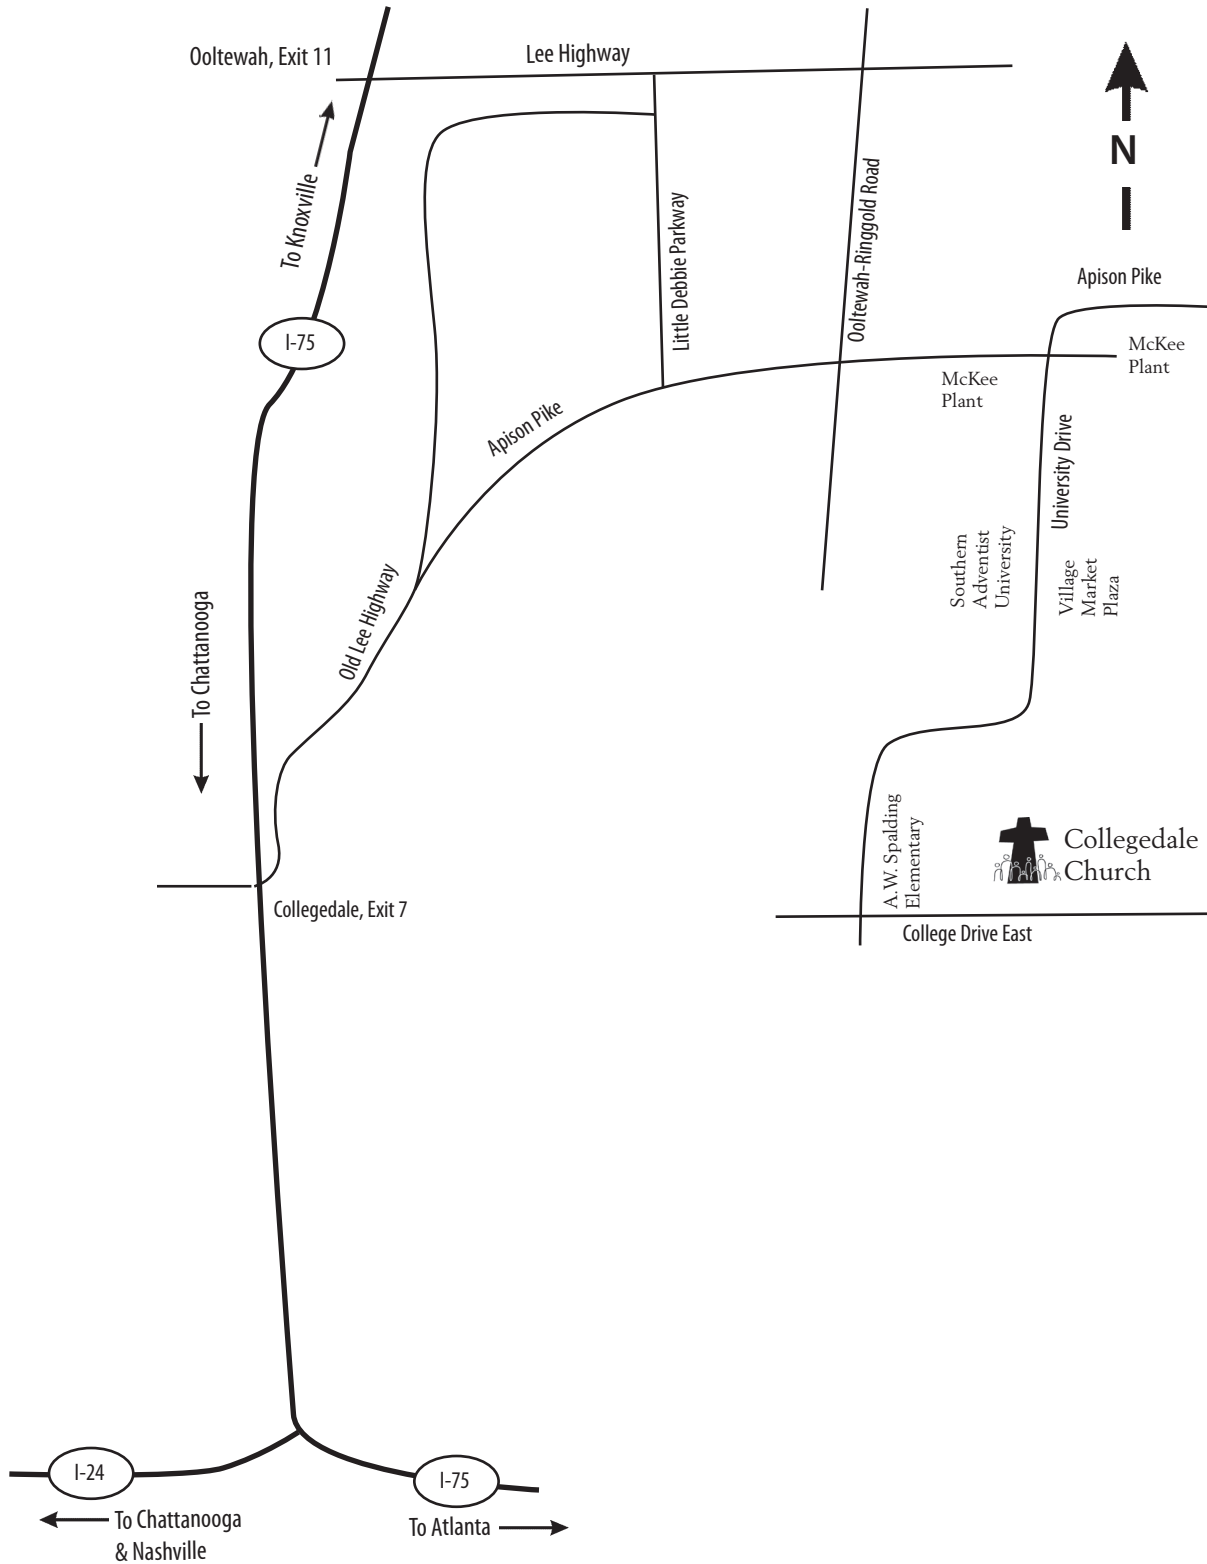 Ooltewah, Exit 11
Lee Highway
N
To Knoxville
Little Debbie Parkway
Ooltewah-Ringgold Road
Apison Pike
I-75
McKee
Plant
McKee
Plant
Apison Pike
University Drive
Southern
Adventist
University
Village
Market
Plaza
Old Lee Highway
To Chattanooga
A.W. Spalding
Elementary
Collegedale
Church
Collegedale, Exit 7
College Drive East
I-24
I-75
To Chattanooga
& Nashville
To Atlanta